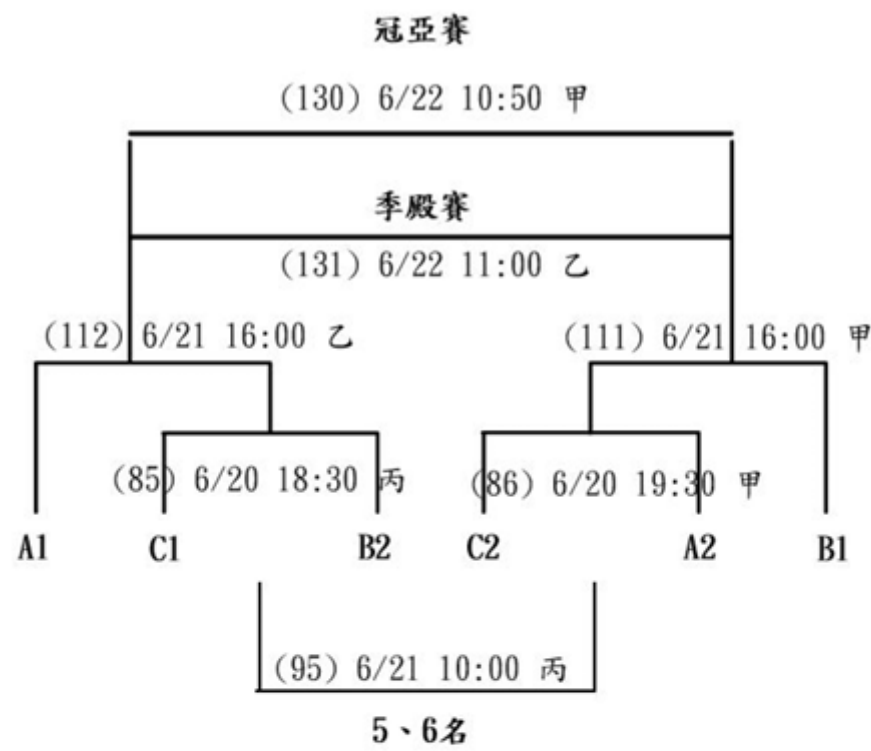 冠亞賽
(130) 6/22 10:50 甲
季殿賽
(131) 6/22 11:00 乙
(112) 6/21 16:00 乙
(111) 6/21 16:00 甲
(85) 6/20 18:30 丙
(86) 6/20 19:30 甲
A1 C1 B2 C2 A2 B1
(95) 6/21 10:00 丙
5、6名